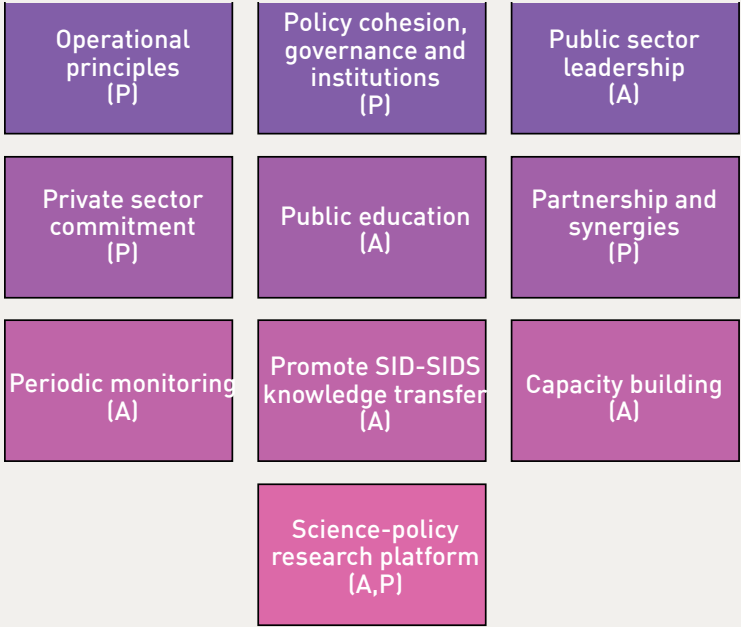 Operational
principles
(P)
Policy cohesion,
governance and
institutions
(P)
Public sector
leadership
(A)
Private sector
commitment
(P)
Public education
(A)
Partnership and
synergies
(P)
Periodic monitoring
(A)
Promote SID-SIDS
knowledge transfer
(A)
Capacity building
(A)
Science-policy
research platform
(A,P)